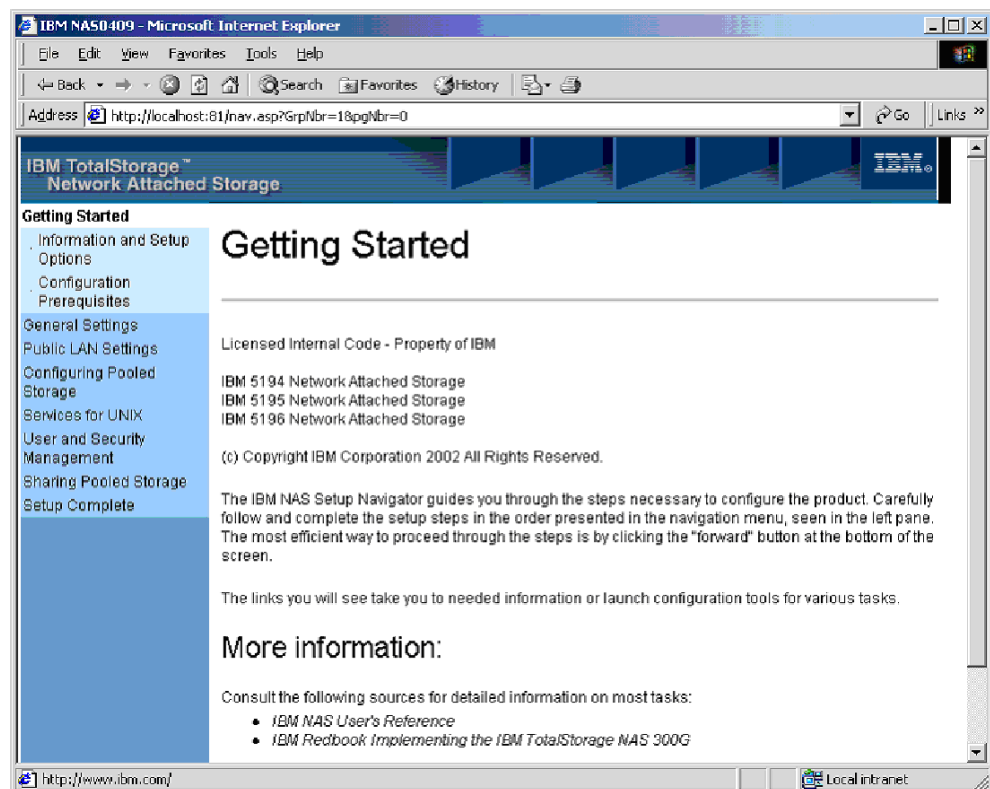 IBM NAS0409 - Microsoft Internet Explorer
File Edit View Favorites Tools Help
Back Search Favorites History
Address http://localhost:81/nav.asp?GrpNbr=1&pgNbr=0 Go Links »
IBM TotalStorage™
Network Attached Storage
IBM®
Getting Started
Information and Setup
Options
Configuration
Prerequisites
General Settings
Public LAN Settings
Configuring Pooled
Storage
Services for UNIX
User and Security
Management
Sharing Pooled Storage
Setup Complete
Getting Started
Licensed Internal Code - Property of IBM
IBM 5194 Network Attached Storage
IBM 5195 Network Attached Storage
IBM 5196 Network Attached Storage
(c) Copyright IBM Corporation 2002 All Rights Reserved.
The IBM NAS Setup Navigator guides you through the steps necessary to configure the product. Carefully
follow and complete the setup steps in the order presented in the navigation menu, seen in the left pane.
The most efficient way to proceed through the steps is by clicking the "forward" button at the bottom of the
screen.
The links you will see take you to needed information or launch configuration tools for various tasks.
More information:
Consult the following sources for detailed information on most tasks:
• IBM NAS User's Reference
• IBM Redbook Implementing the IBM TotalStorage NAS 300G
http://www.ibm.com/ Local intranet